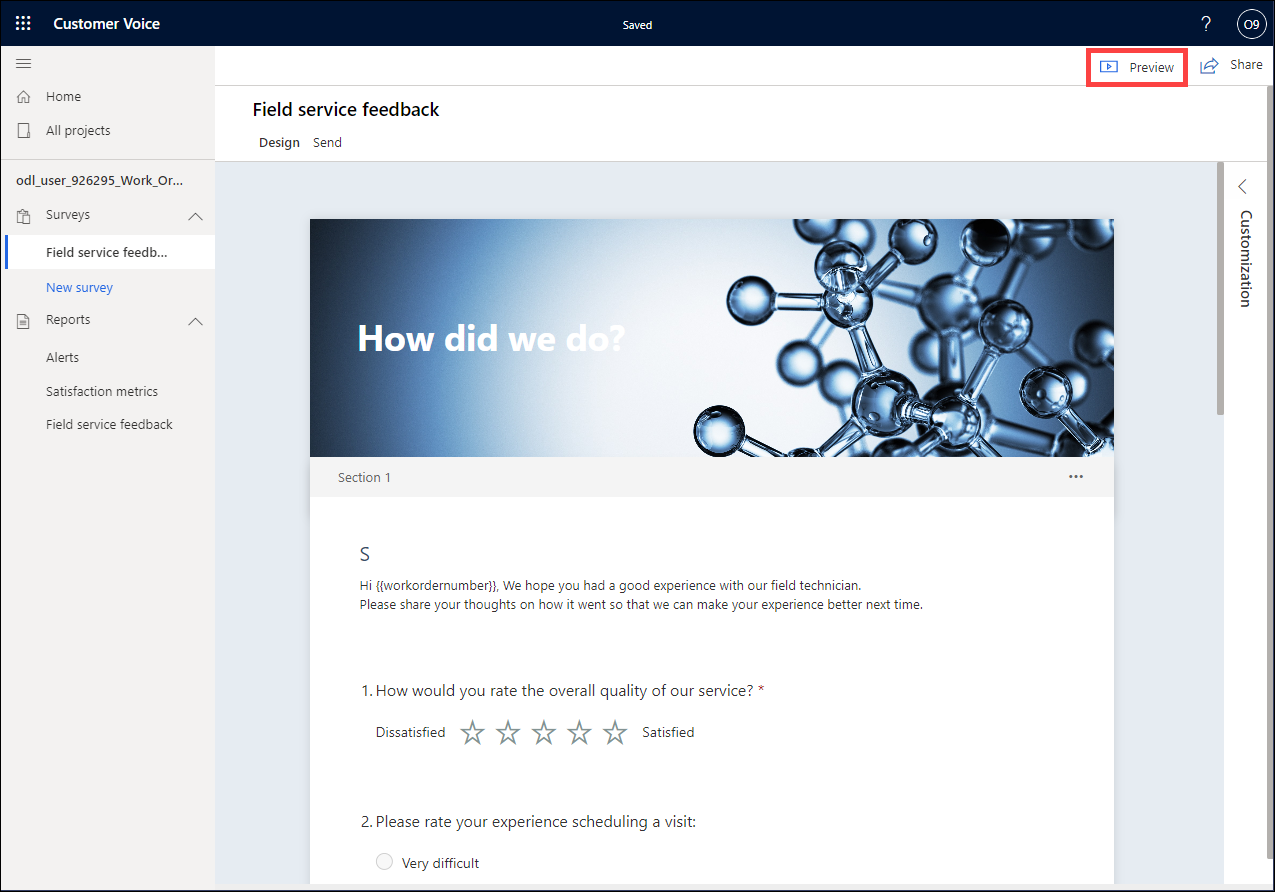 Customer Voice
Saved
?
O9
Preview
Share
Home
All projects
odl_user_926295_Work_Or...
Surveys
Field service feedb...
New survey
Reports
Alerts
Satisfaction metrics
Field service feedback
Field service feedback
Design Send
Customization
How did we do?
Section 1
S
Hi {{workordernumber}}, We hope you had a good experience with our field technician.
Please share your thoughts on how it went so that we can make your experience better next time.
1. How would you rate the overall quality of our service? *
Dissatisfied Satisfied
2. Please rate your experience scheduling a visit:
Very difficult